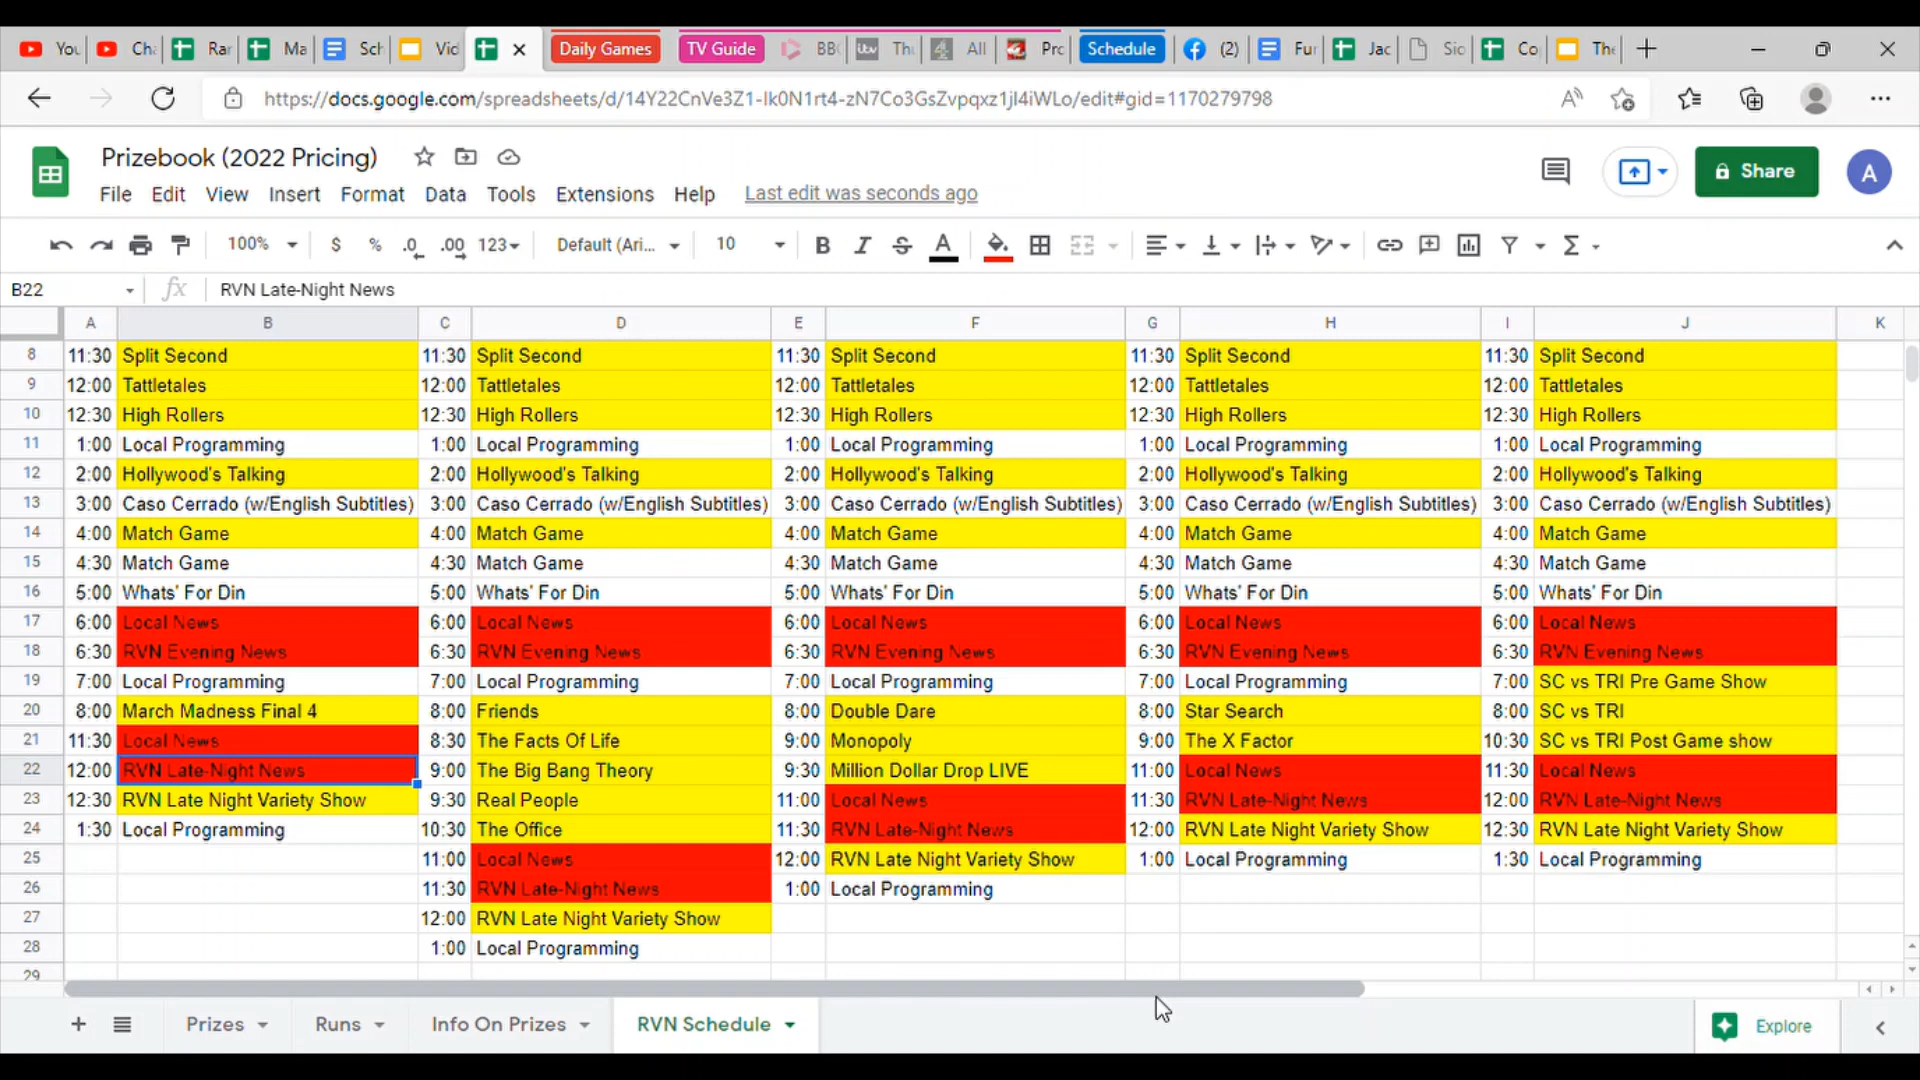 You Cha Rar Ma Sch Vid Daily Games TV Guide BBC Thi All Pro Schedule (2) Fur Jac Sio Co The
https://docs.google.com/spreadsheets/d/14Y22CnVe3Z1-Ik0N1rt4-zN7Co3GsZvpqxz1jI4iWLo/edit#gid=1170279798
Prizebook (2022 Pricing)
File Edit View Insert Format Data Tools Extensions Help Last edit was seconds ago
Share A
100% $ % .0 .00 123 Default (Ari... 10 B I S A
B22 fx RVN Late-Night News
A B C D E F G H I J K
8 11:30 Split Second 11:30 Split Second 11:30 Split Second 11:30 Split Second 11:30 Split Second
9 12:00 Tattletales 12:00 Tattletales 12:00 Tattletales 12:00 Tattletales 12:00 Tattletales
10 12:30 High Rollers 12:30 High Rollers 12:30 High Rollers 12:30 High Rollers 12:30 High Rollers
11 1:00 Local Programming 1:00 Local Programming 1:00 Local Programming 1:00 Local Programming 1:00 Local Programming
12 2:00 Hollywood's Talking 2:00 Hollywood's Talking 2:00 Hollywood's Talking 2:00 Hollywood's Talking 2:00 Hollywood's Talking
13 3:00 Caso Cerrado (w/English Subtitles) 3:00 Caso Cerrado (w/English Subtitles) 3:00 Caso Cerrado (w/English Subtitles) 3:00 Caso Cerrado (w/English Subtitles) 3:00 Caso Cerrado (w/English Subtitles)
14 4:00 Match Game 4:00 Match Game 4:00 Match Game 4:00 Match Game 4:00 Match Game
15 4:30 Match Game 4:30 Match Game 4:30 Match Game 4:30 Match Game 4:30 Match Game
16 5:00 Whats' For Din 5:00 Whats' For Din 5:00 Whats' For Din 5:00 Whats' For Din 5:00 Whats' For Din
17 6:00 Local News 6:00 Local News 6:00 Local News 6:00 Local News 6:00 Local News
18 6:30 RVN Evening News 6:30 RVN Evening News 6:30 RVN Evening News 6:30 RVN Evening News 6:30 RVN Evening News
19 7:00 Local Programming 7:00 Local Programming 7:00 Local Programming 7:00 Local Programming 7:00 SC vs TRI Pre Game Show
20 8:00 March Madness Final 4 8:00 Friends 8:00 Double Dare 8:00 Star Search 8:00 SC vs TRI
21 11:30 Local News 8:30 The Facts Of Life 9:00 Monopoly 9:00 The X Factor 10:30 SC vs TRI Post Game show
22 12:00 RVN Late-Night News 9:00 The Big Bang Theory 9:30 Million Dollar Drop LIVE 11:00 Local News 11:30 Local News
23 12:30 RVN Late Night Variety Show 9:30 Real People 11:00 Local News 11:30 RVN Late-Night News 12:00 RVN Late-Night News
24 1:30 Local Programming 10:30 The Office 11:30 RVN Late-Night News 12:00 RVN Late Night Variety Show 12:30 RVN Late Night Variety Show
25 11:00 Local News 12:00 RVN Late Night Variety Show 1:00 Local Programming 1:30 Local Programming
26 11:30 RVN Late-Night News 1:00 Local Programming
27 12:00 RVN Late Night Variety Show
28 1:00 Local Programming
29
Prizes Runs Info On Prizes RVN Schedule Explore